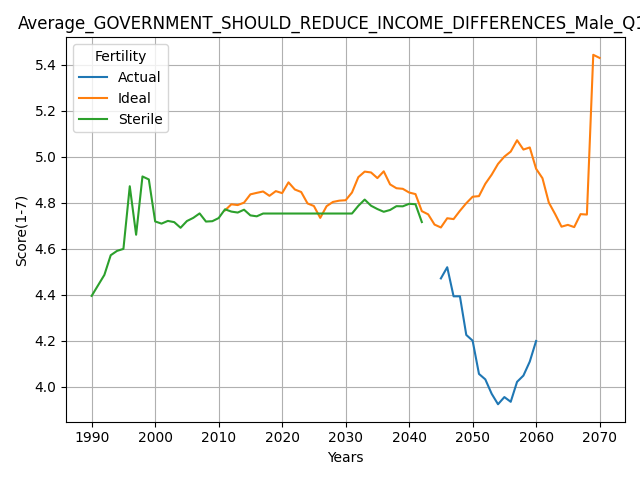 Average_GOVERNMENT_SHOULD_REDUCE_INCOME_DIFFERENCES_Male_Q1
Fertility
Actual
Ideal
Sterile
Score(1-7)
5.4
5.2
5.0
4.8
4.6
4.4
4.2
4.0
1990 2000 2010 2020 2030 2040 2050 2060 2070
Years